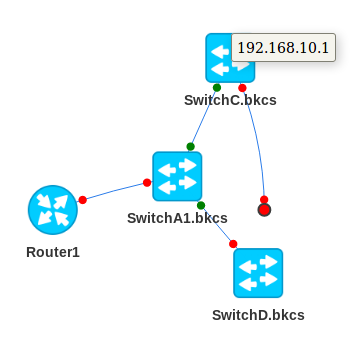 192.168.10.1
SwitchC.bkcs
SwitchA1.bkcs
Router1
SwitchD.bkcs